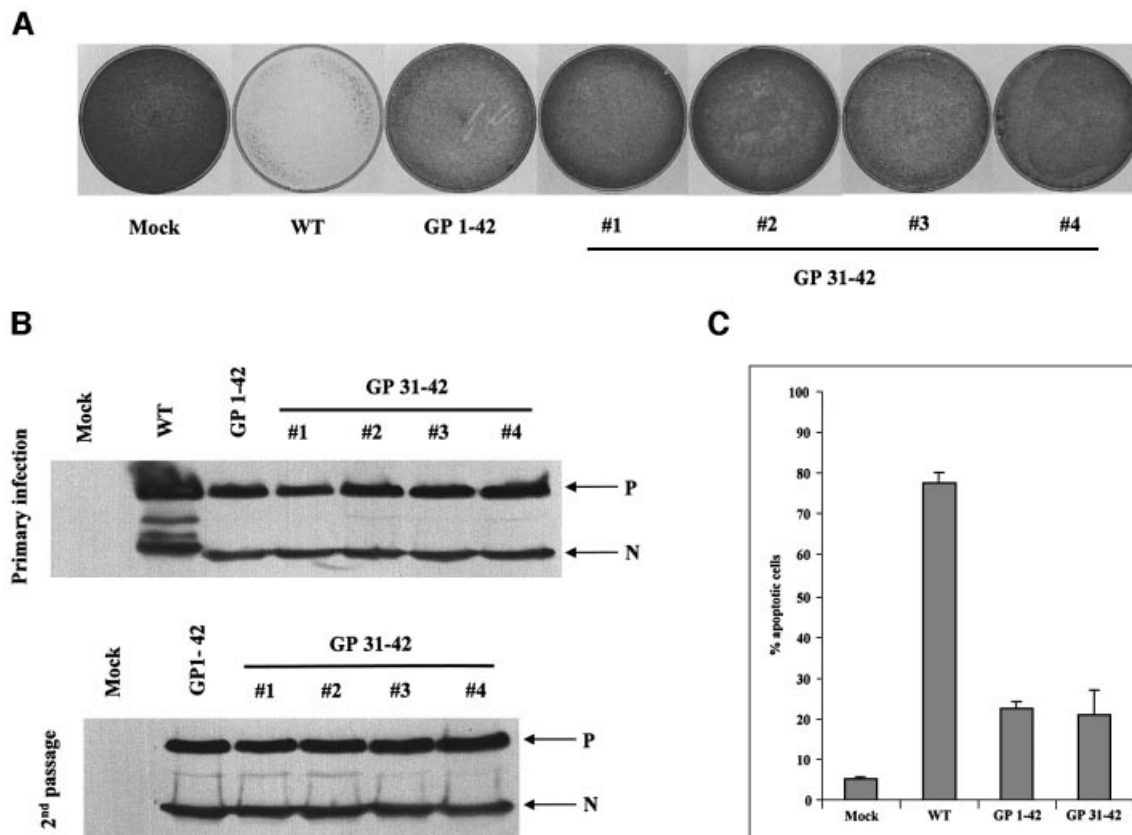 A
Mock WT GP 1-42 #1 #2 #3 #4
GP 31-42
B
Primary infection
Mock WT GP 1-42 GP 31-42
#1 #2 #3 #4
P
N
2nd passage
Mock GP1- 42 GP 31-42
#1 #2 #3 #4
P
N
C
% apoptotic cells
100
90
80
70
60
50
40
30
20
10
0
Mock WT GP 1-42 GP 31-42